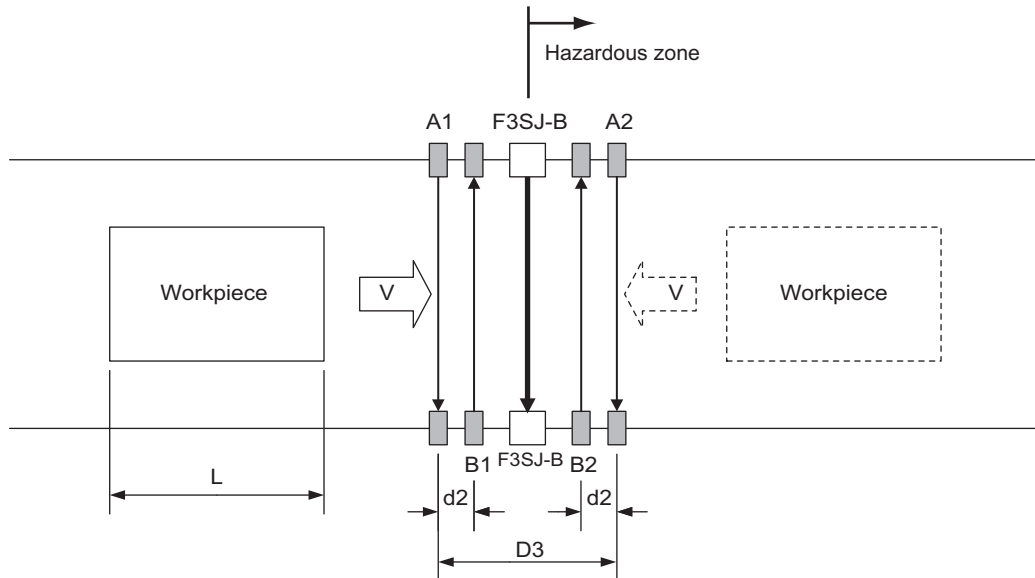 Hazardous zone
A1
F3SJ-B
A2
Workpiece
V
V
Workpiece
B1
F3SJ-B
B2
L
d2
d2
D3